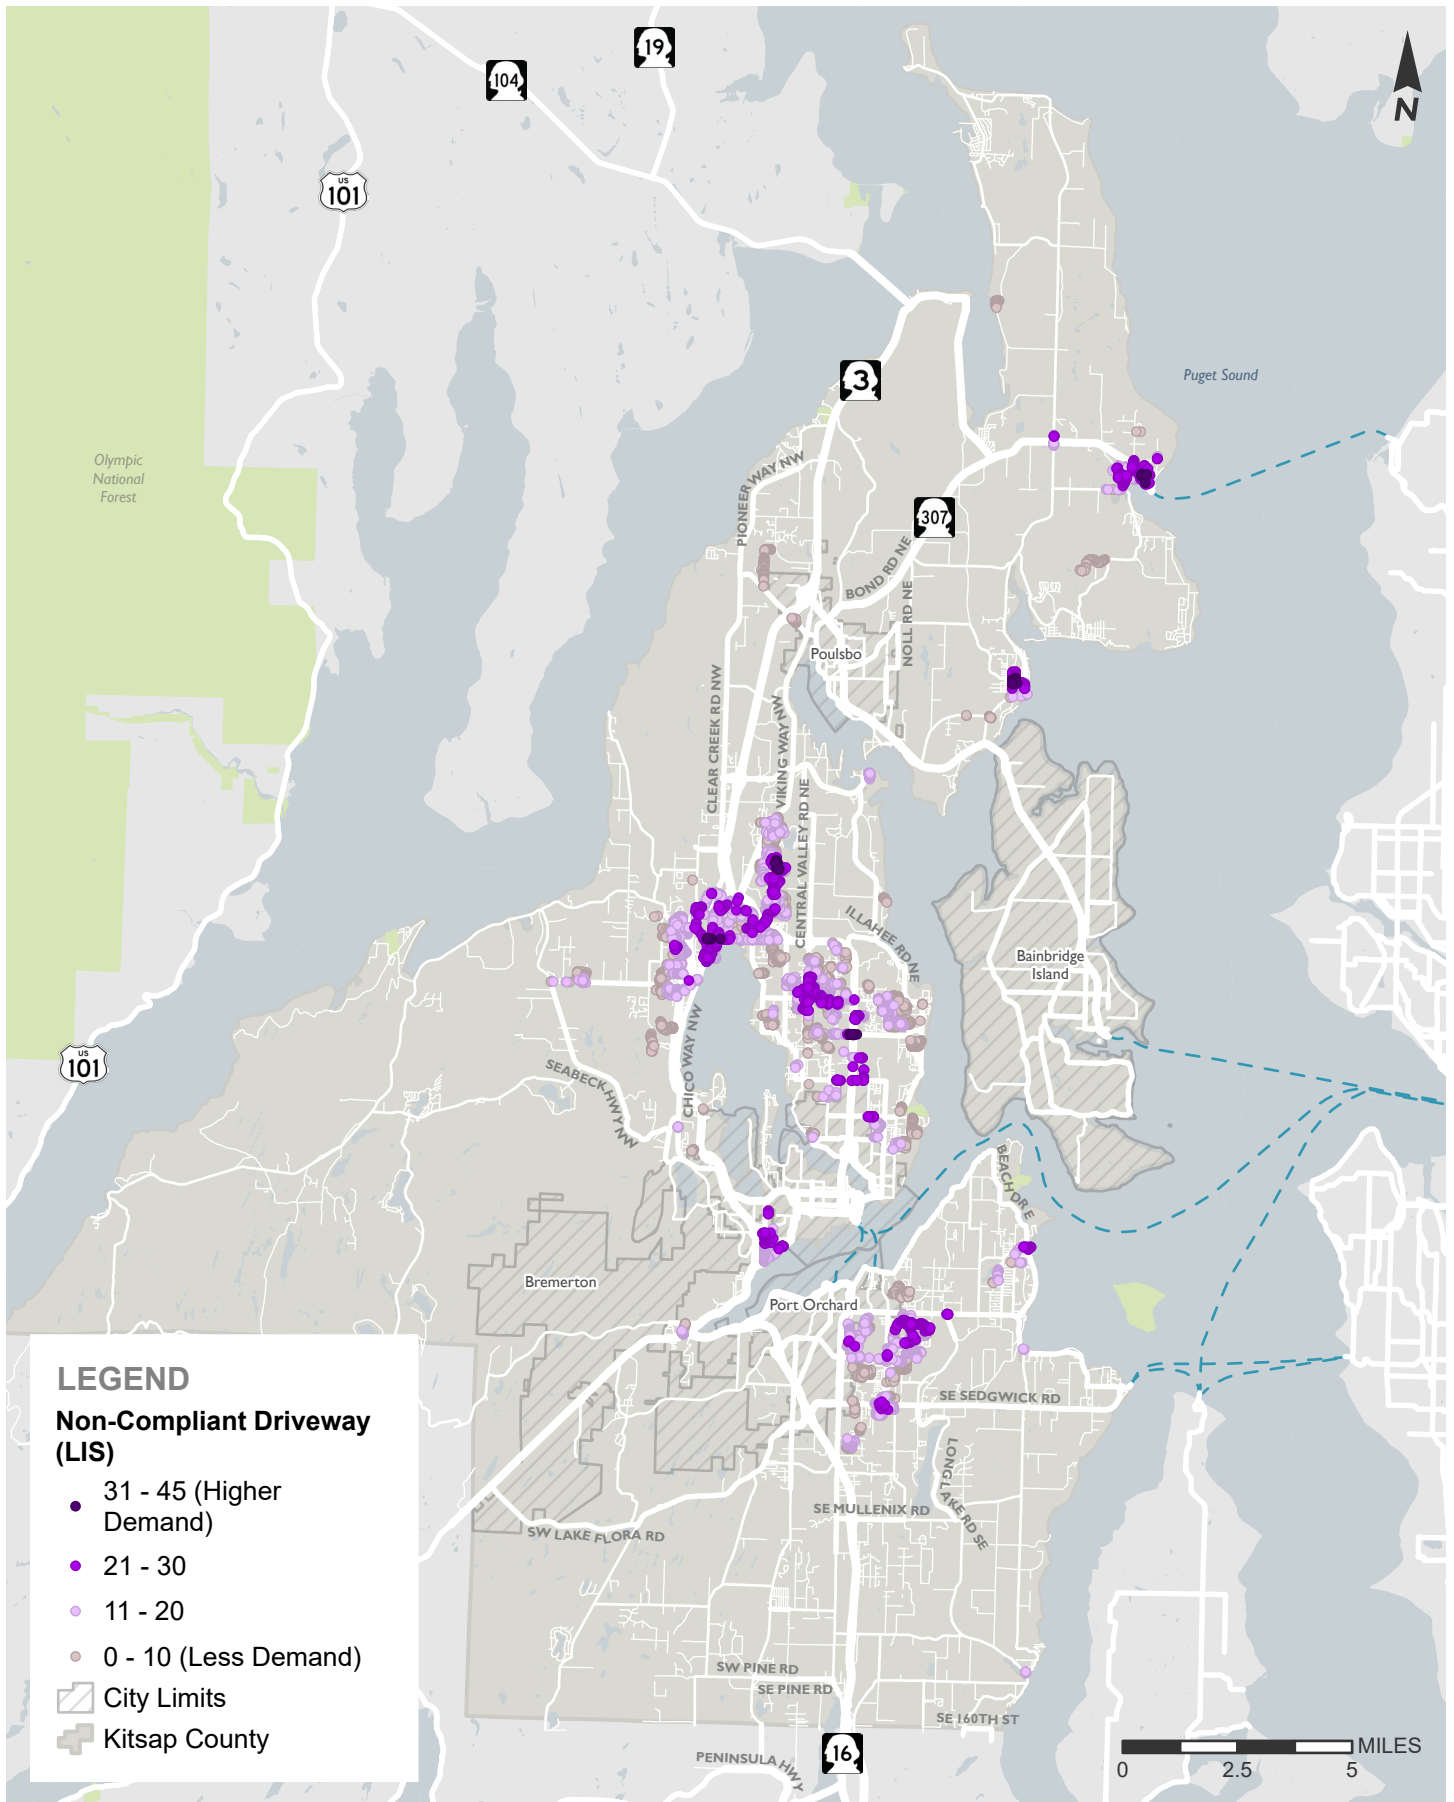 19
104
N
US
101
3
Puget Sound
Olympic
National
Forest
PIONEER WAY NW
307
BOND RD NE
NOLL RD NE
Poulsbo
CLEAR CREEK RD NW
VIKING WAY NW
CENTRAL VALLEY RD NE
ILLAHEE RD NE
Bainbridge
Island
US
101
SEABECK HWY NW
CHICO WAY NW
BEACH DR E
Bremerton
Port Orchard
SE SEDGWICK RD
LONG LAKE RD SE
SE MULLENIX RD
SW LAKE FLORA RD
SW PINE RD
SE PINE RD
SE 160TH ST
16
PENINSULA HWY
LEGEND
Non-Compliant Driveway
(LIS)
31 - 45 (Higher
Demand)
21 - 30
11 - 20
0 - 10 (Less Demand)
City Limits
Kitsap County
MILES
0 2.5 5